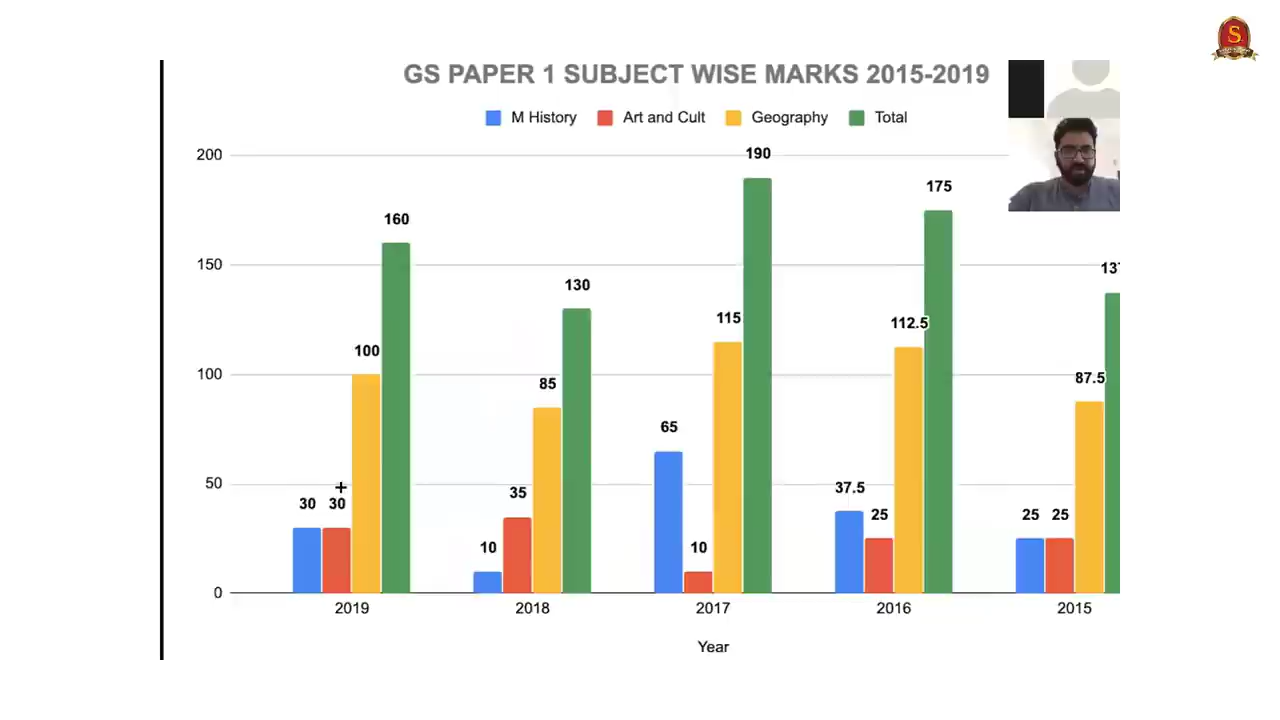 S
GS PAPER 1 SUBJECT WISE MARKS 2015-2019
M History Art and Cult Geography Total
200
150
100
50
0
30 30 100 160
10 35 85 130
65 10 115 190
37.5 25 112.5 175
25 25 87.5
2019 2018 2017 2016 2015
Year